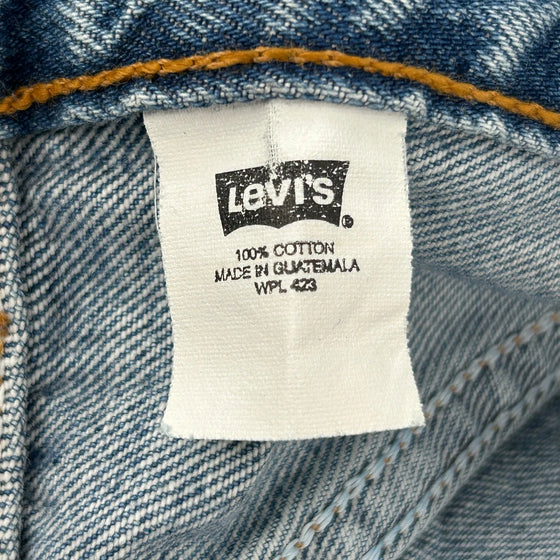 Levi's ®
100% COTTON
MADE IN GUATEMALA
WPL 423